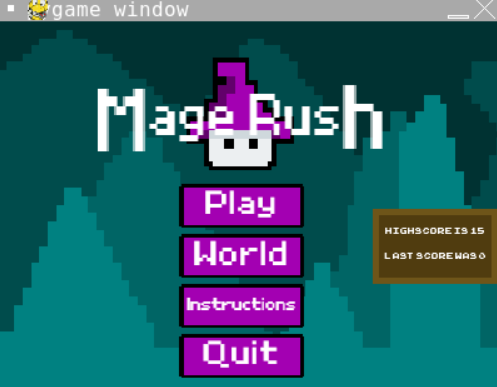 game window
Mage Rush
Play
World
Instructions
Quit
HIGHSCORE IS 15
LAST SCORE WAS 0